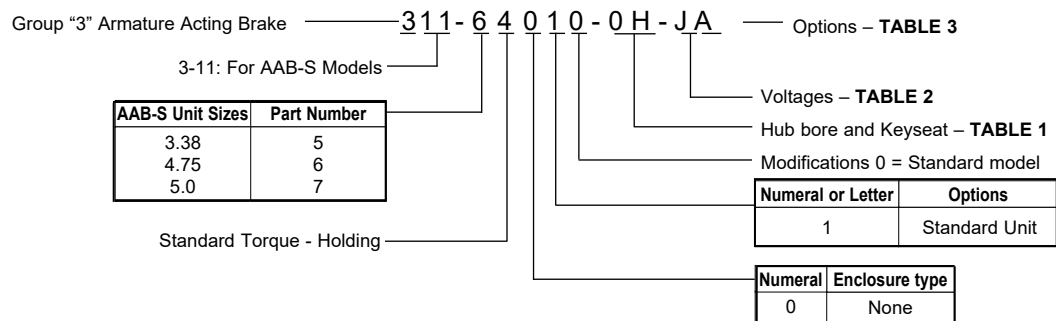 Group “3” Armature Acting Brake
311-64010-0H-JA
Options – TABLE 3
3-11: For AAB-S Models
Voltages – TABLE 2
AAB-S Unit Sizes Part Number
3.38 5
4.75 6
5.0 7
Hub bore and Keyseat – TABLE 1
Modifications 0 = Standard model
Numeral or Letter Options
1 Standard Unit
Standard Torque - Holding
Numeral Enclosure type
0 None